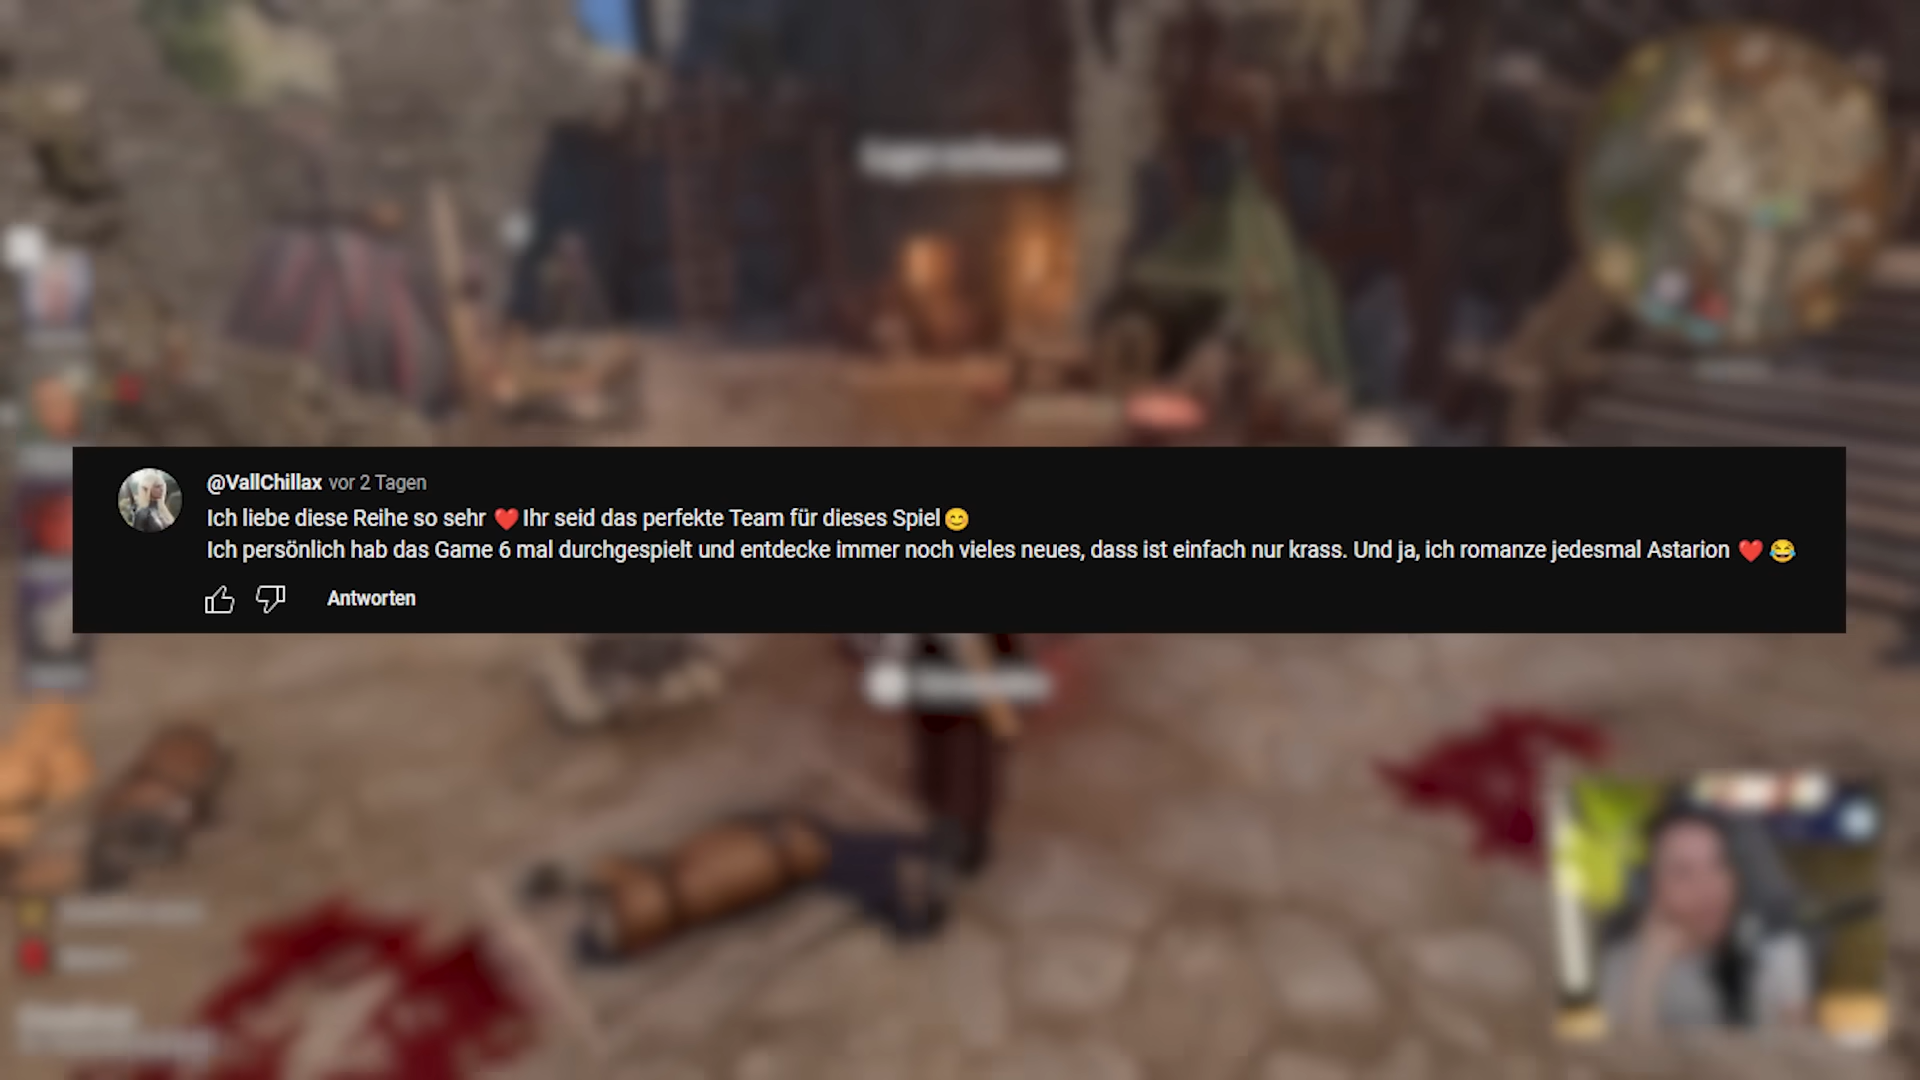 @VallChillax vor 2 Tagen
Ich liebe diese Reihe so sehr ❤️ Ihr seid das perfekte Team für dieses Spiel 😊
Ich persönlich hab das Game 6 mal durchgespielt und entdecke immer noch vieles neues, dass ist einfach nur krass. Und ja, ich romanze jedesmal Astarion ❤️ 😂
Antworten